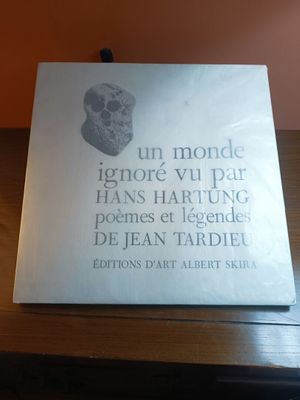 un monde
ignoré vu par
HANS HARTUNG
poèmes et légendes
DE JEAN TARDIEU
ÉDITIONS D'ART ALBERT SKIRA